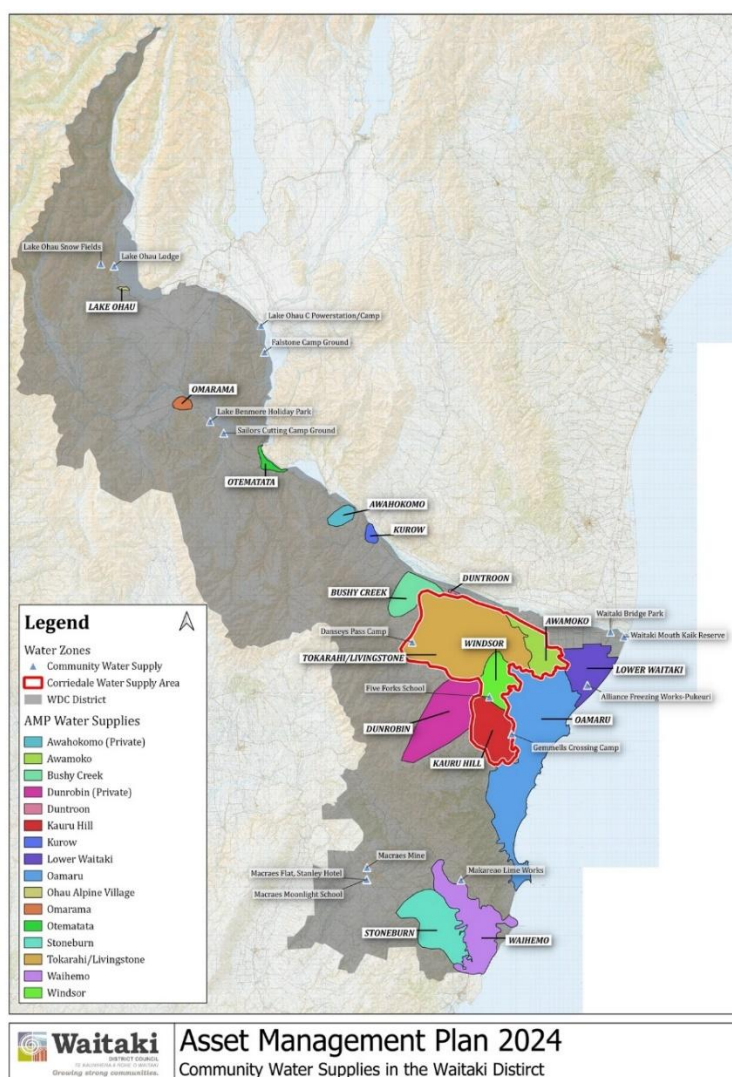 Lake Ohau Snow Fields
Lake Ohau Lodge
LAKE OHAU
Lake Ohau C Powerstation/Camp
Falstone Camp Ground
OMARAMA
Lake Benmore Holiday Park
Sailors Cutting Camp Ground
OTEMATATA
AWAHOKOMO
KUROW
DUNTROON
BUSHY CREEK
Waitaki Bridge Park
AWAMOKO
Waitaki Mouth Kaik Reserve
Danseys Pass Camp
WINDSOR
TOKARAHI/LIVINGSTONE
LOWER WAITAKI
Five Forks School
Alliance Freezing Works-Pukeuri
OAMARU
DUNROBIN
Gemmells Crossing Camp
KAURU HILL
Macraes Mine
Macraes Flat, Stanley Hotel
Makareao Lime Works
Macraes Moonlight School
STONEBURN
WAIHEMO
Legend
Water Zones
Community Water Supply
Corriedale Water Supply Area
WDC District
AMP Water Supplies
Awahokomo (Private)
Awamoko
Bushy Creek
Dunrobin (Private)
Duntroon
Kauru Hill
Kurow
Lower Waitaki
Oamaru
Ohau Alpine Village
Omarama
Otematata
Stoneburn
Tokarahi/Livingstone
Waihemo
Windsor
Waitaki
DISTRICT COUNCIL
Growing strong communities.
Asset Management Plan 2024
Community Water Supplies in the Waitaki Distirct